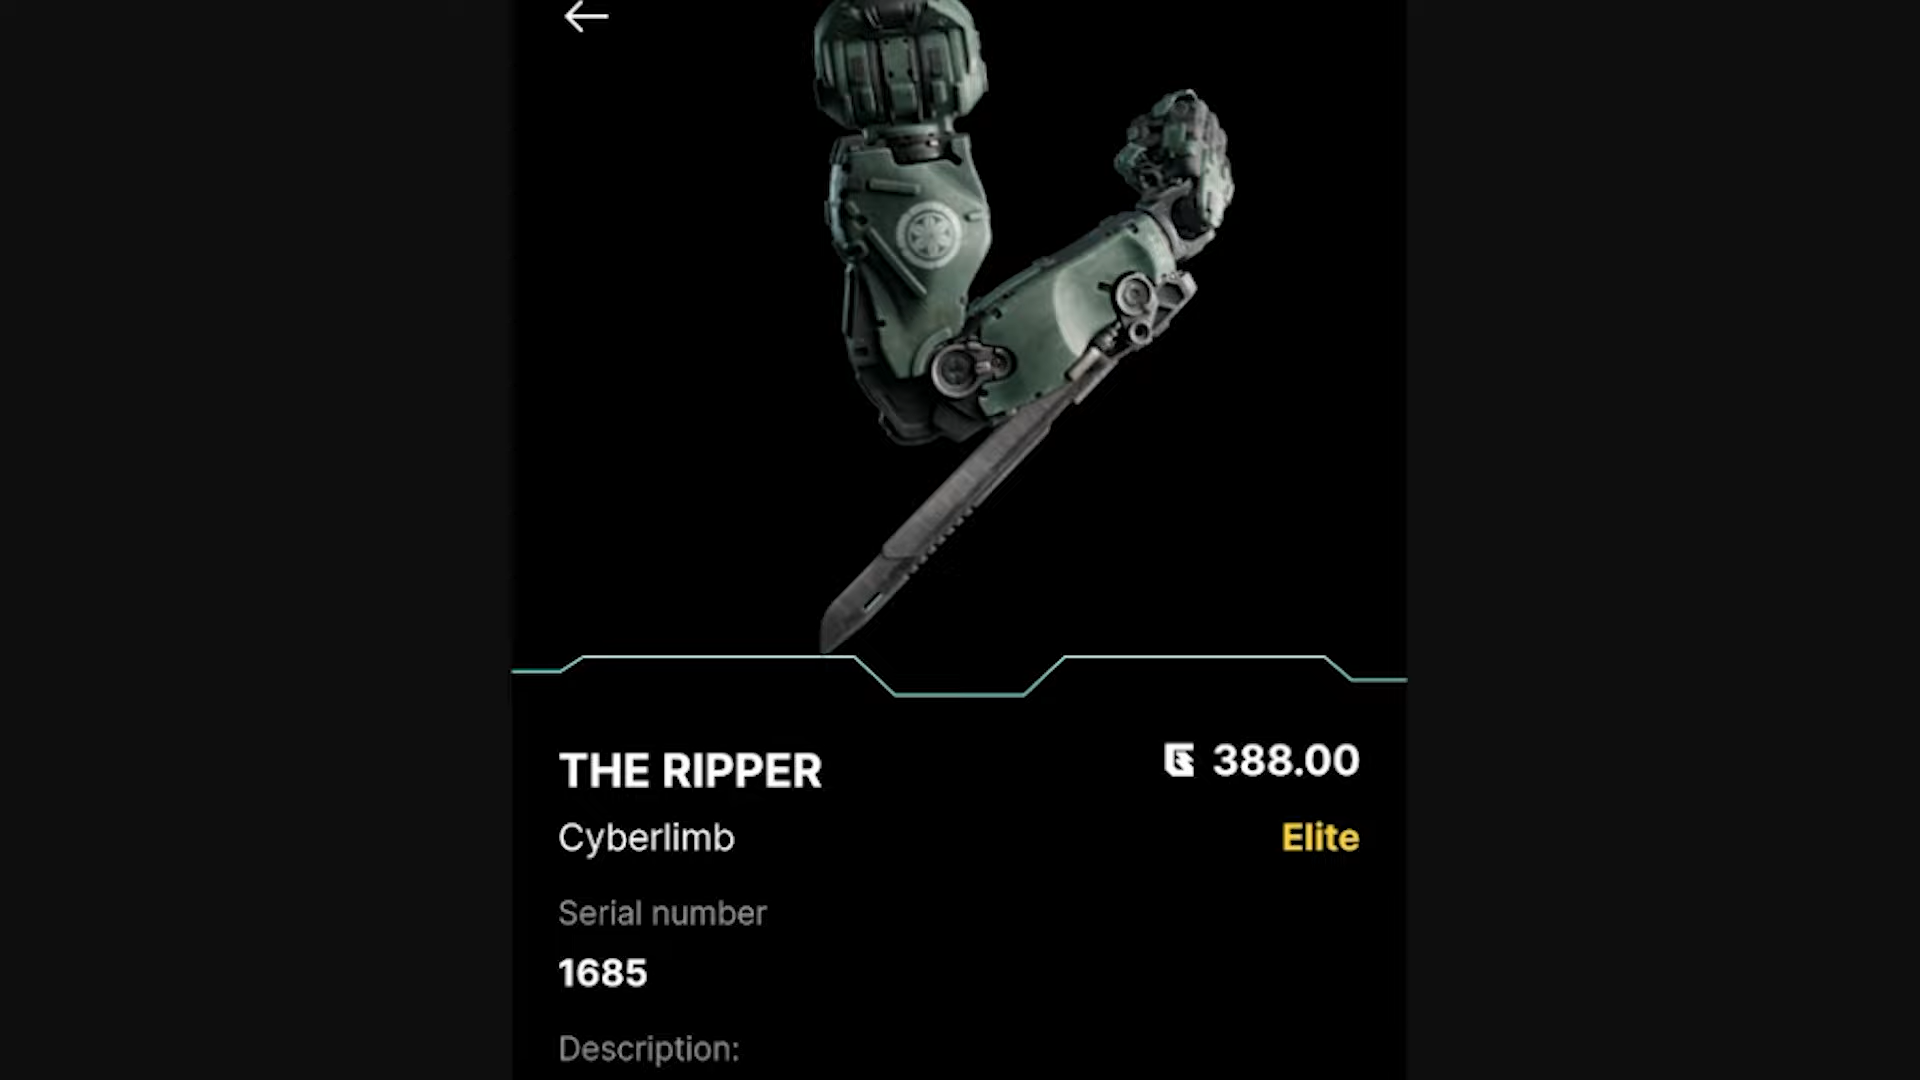 THE RIPPER
388.00
Cyberlimb
Elite
Serial number
1685
Description: